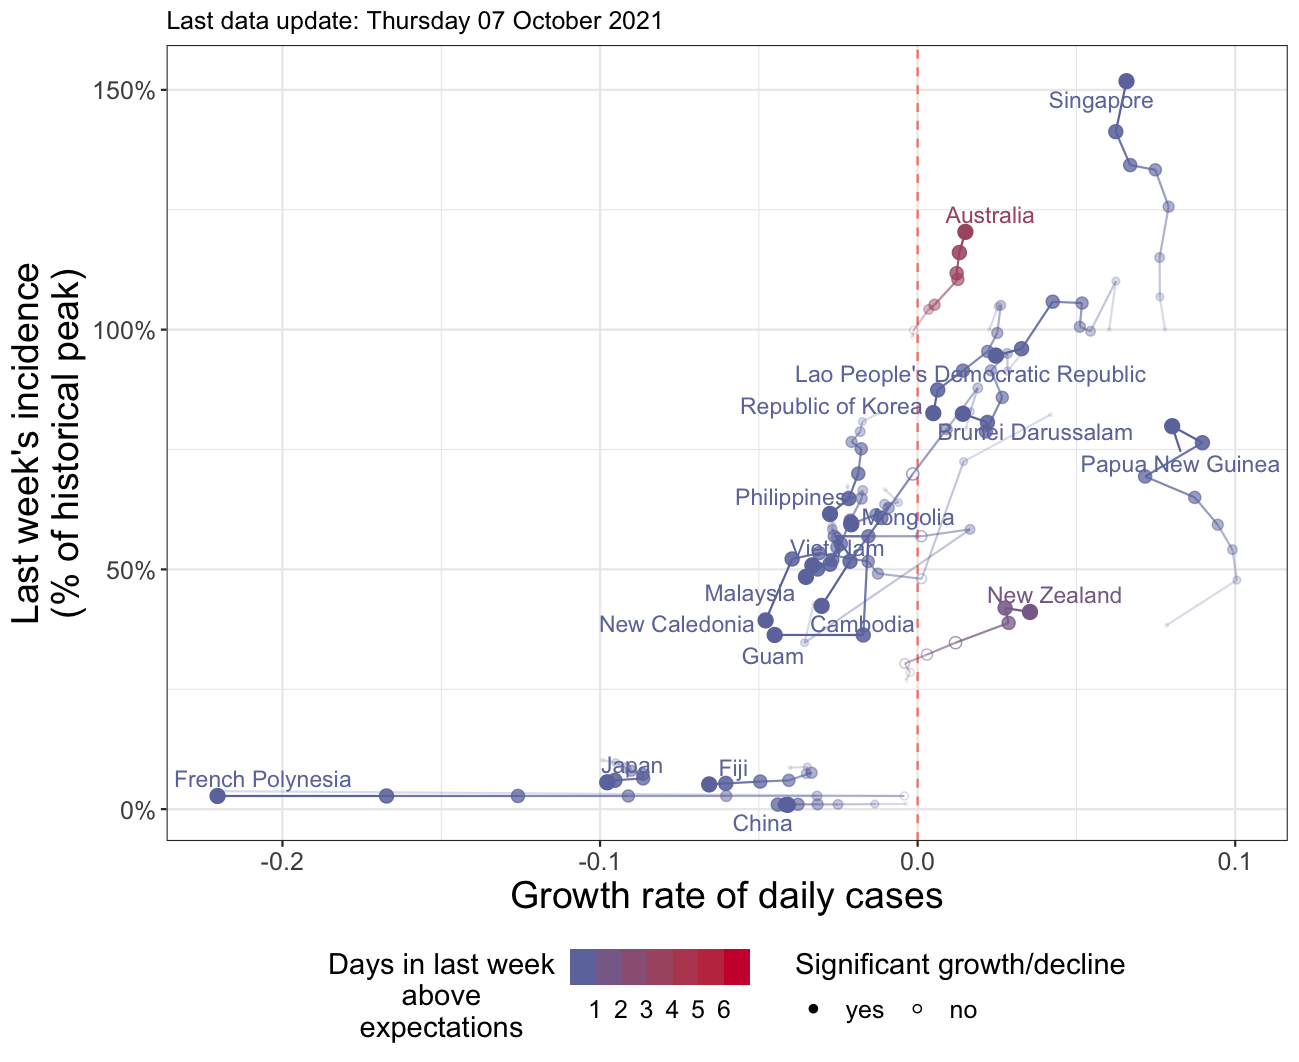 Last data update: Thursday 07 October 2021
Last week's incidence
(% of historical peak)
150%
100%
50%
0%
Singapore
Australia
Lao People's Democratic Republic
Republic of Korea
Brunei Darussalam
Papua New Guinea
Philippines
Mongolia
Viet Nam
Malaysia
New Zealand
New Caledonia
Cambodia
Guam
Japan
Fiji
French Polynesia
China
-0.2
-0.1
0.0
0.1
Growth rate of daily cases
Days in last week
above
expectations
1 2 3 4 5 6
Significant growth/decline
yes
no